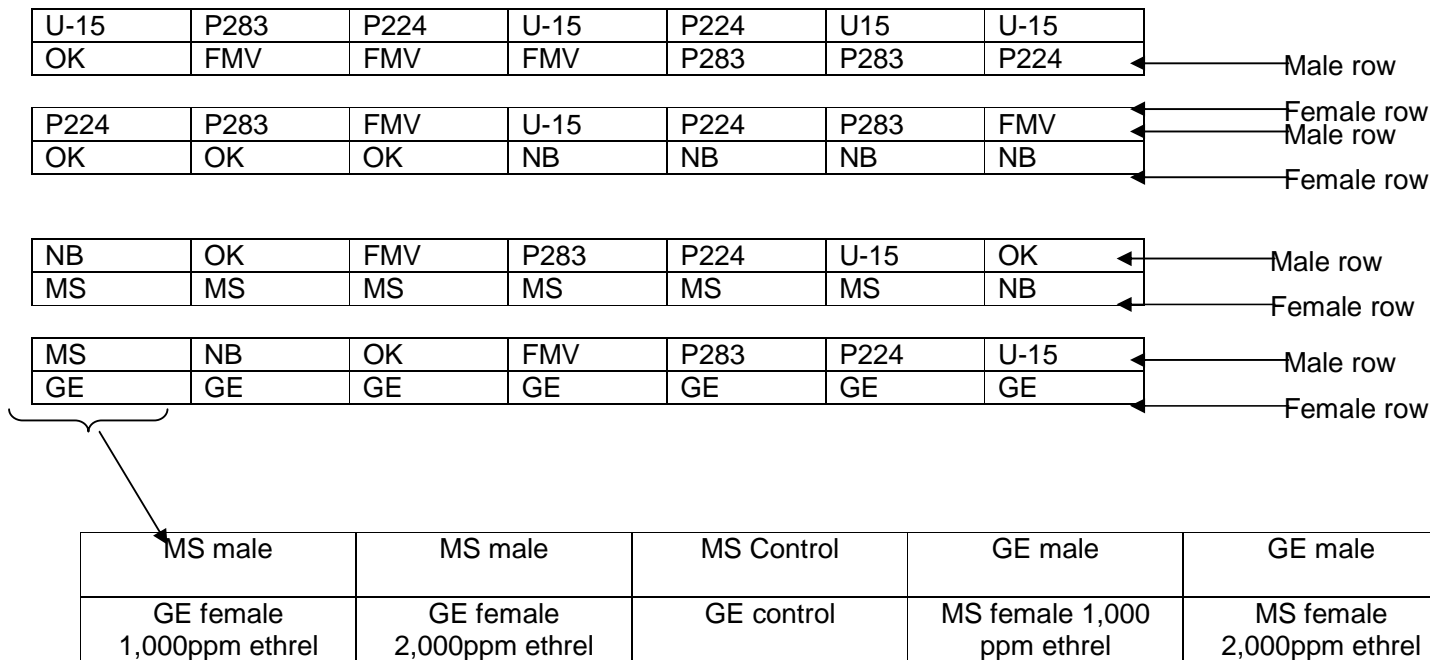 U-15 P283 P224 U-15 P224 U15 U-15
OK FMV FMV FMV P283 P283 P224
Male row
Female row
P224 P283 FMV U-15 P224 P283 FMV
Male row
OK OK OK NB NB NB NB
Female row
NB OK FMV P283 P224 U-15 OK
Male row
MS MS MS MS MS MS NB
Female row
MS NB OK FMV P283 P224 U-15
Male row
GE GE GE GE GE GE GE
Female row
MS male MS male MS Control GE male GE male
GE female GE female GE control MS female 1,000 MS female
1,000ppm ethrel 2,000ppm ethrel ppm ethrel 2,000ppm ethrel